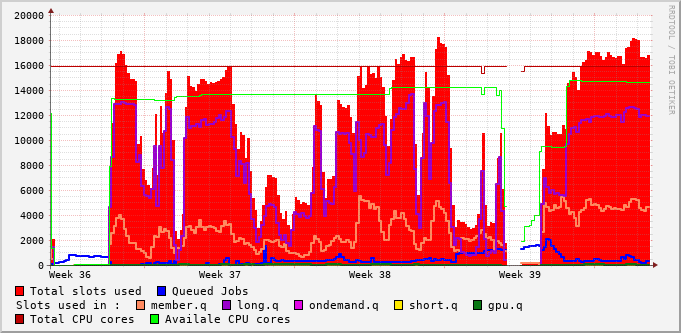 RRDTOOL / TOBI OETIKER
20000
18000
16000
14000
12000
10000
8000
6000
4000
2000
0
Week 36 Week 37 Week 38 Week 39
Total slots used Queued Jobs
Slots used in : member.q long.q ondemand.q short.q gpu.q
Total CPU cores Availale CPU cores